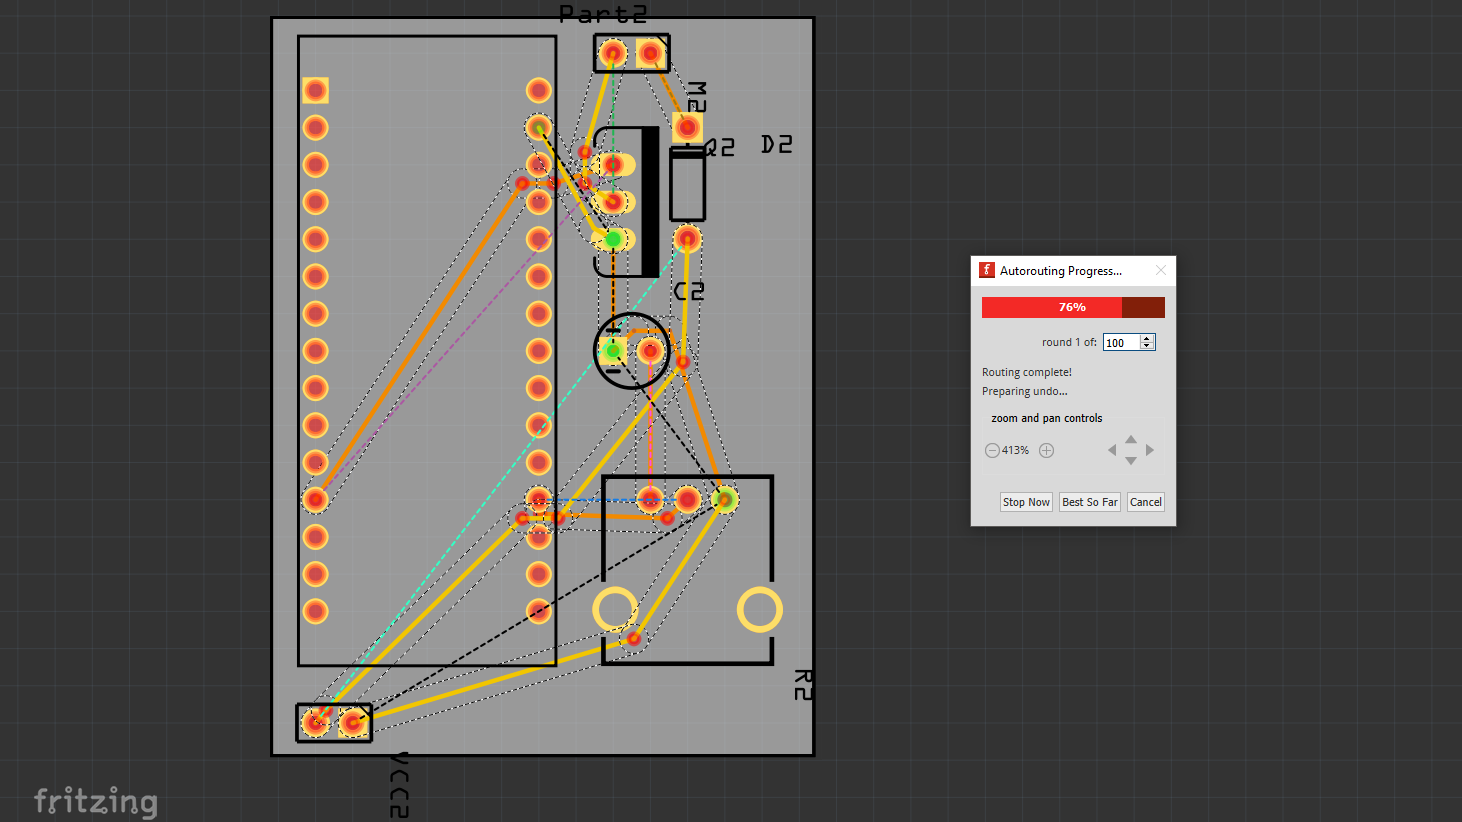 Part2
M2
Q2
D2
C2
R2
VCC2
fritzing
f
Autorouting Progress...
76%
round 1 of: 100
Routing complete!
Preparing undo...
zoom and pan controls
413%
Stop Now Best So Far Cancel